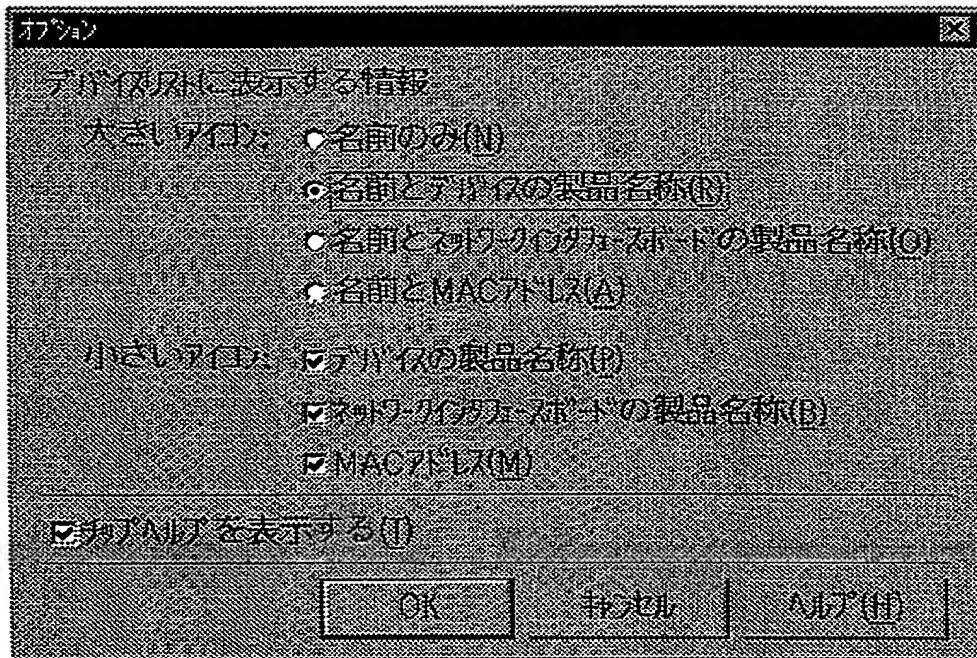 オプション
デバイスリストに表示する情報
大きいアイコン: 名前のみ(N)
名前とデバイスの製品名称(R)
名前とネットワークインタフェースボードの製品名称(O)
名前とMACアドレス(A)
小さいアイコン: デバイスの製品名称(P)
ネットワークインタフェースボードの製品名称(B)
MACアドレス(M)
チップヘルプを表示する(T)
OK キャンセル ヘルプ(H)